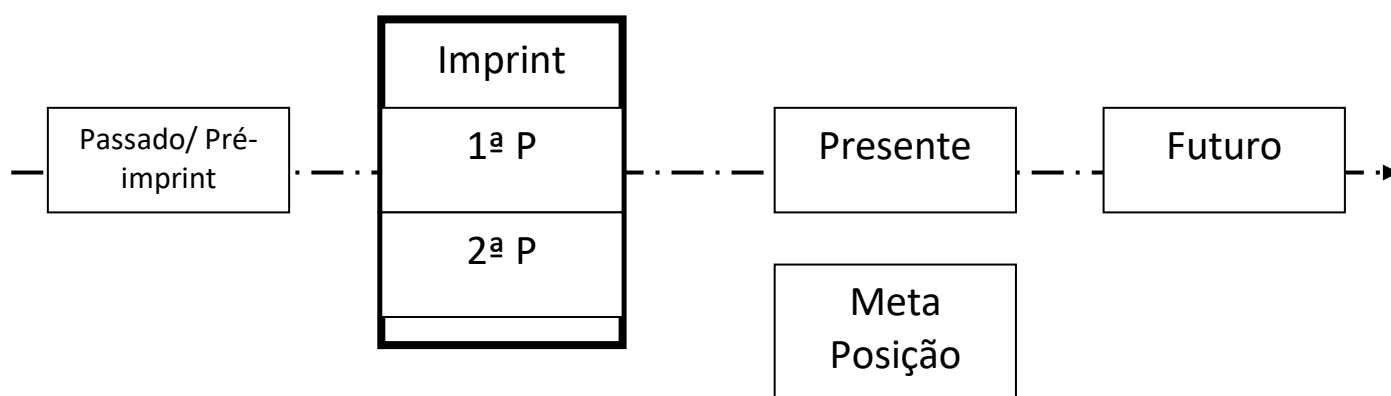 Passado/ Pré-
imprint
Imprint
1ª P
2ª P
Presente
Futuro
Meta
Posição